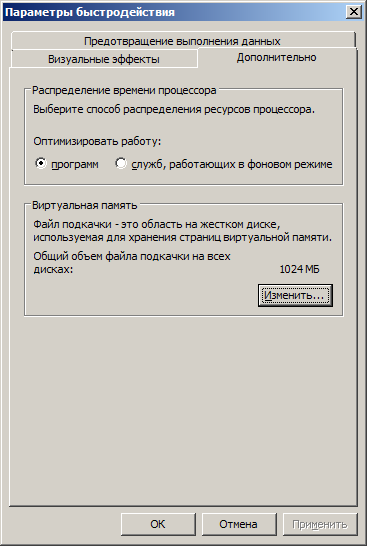 Параметры быстродействия
Предотвращение выполнения данных
Визуальные эффекты
Дополнительно
Распределение времени процессора
Выберите способ распределения ресурсов процессора.
Оптимизировать работу:
программ
служб, работающих в фоновом режиме
Виртуальная память
Файл подкачки - это область на жестком диске,
используемая для хранения страниц виртуальной памяти.
Общий объем файла подкачки на всех
дисках:
1024 МБ
Изменить...
ОК
Отмена
Применить